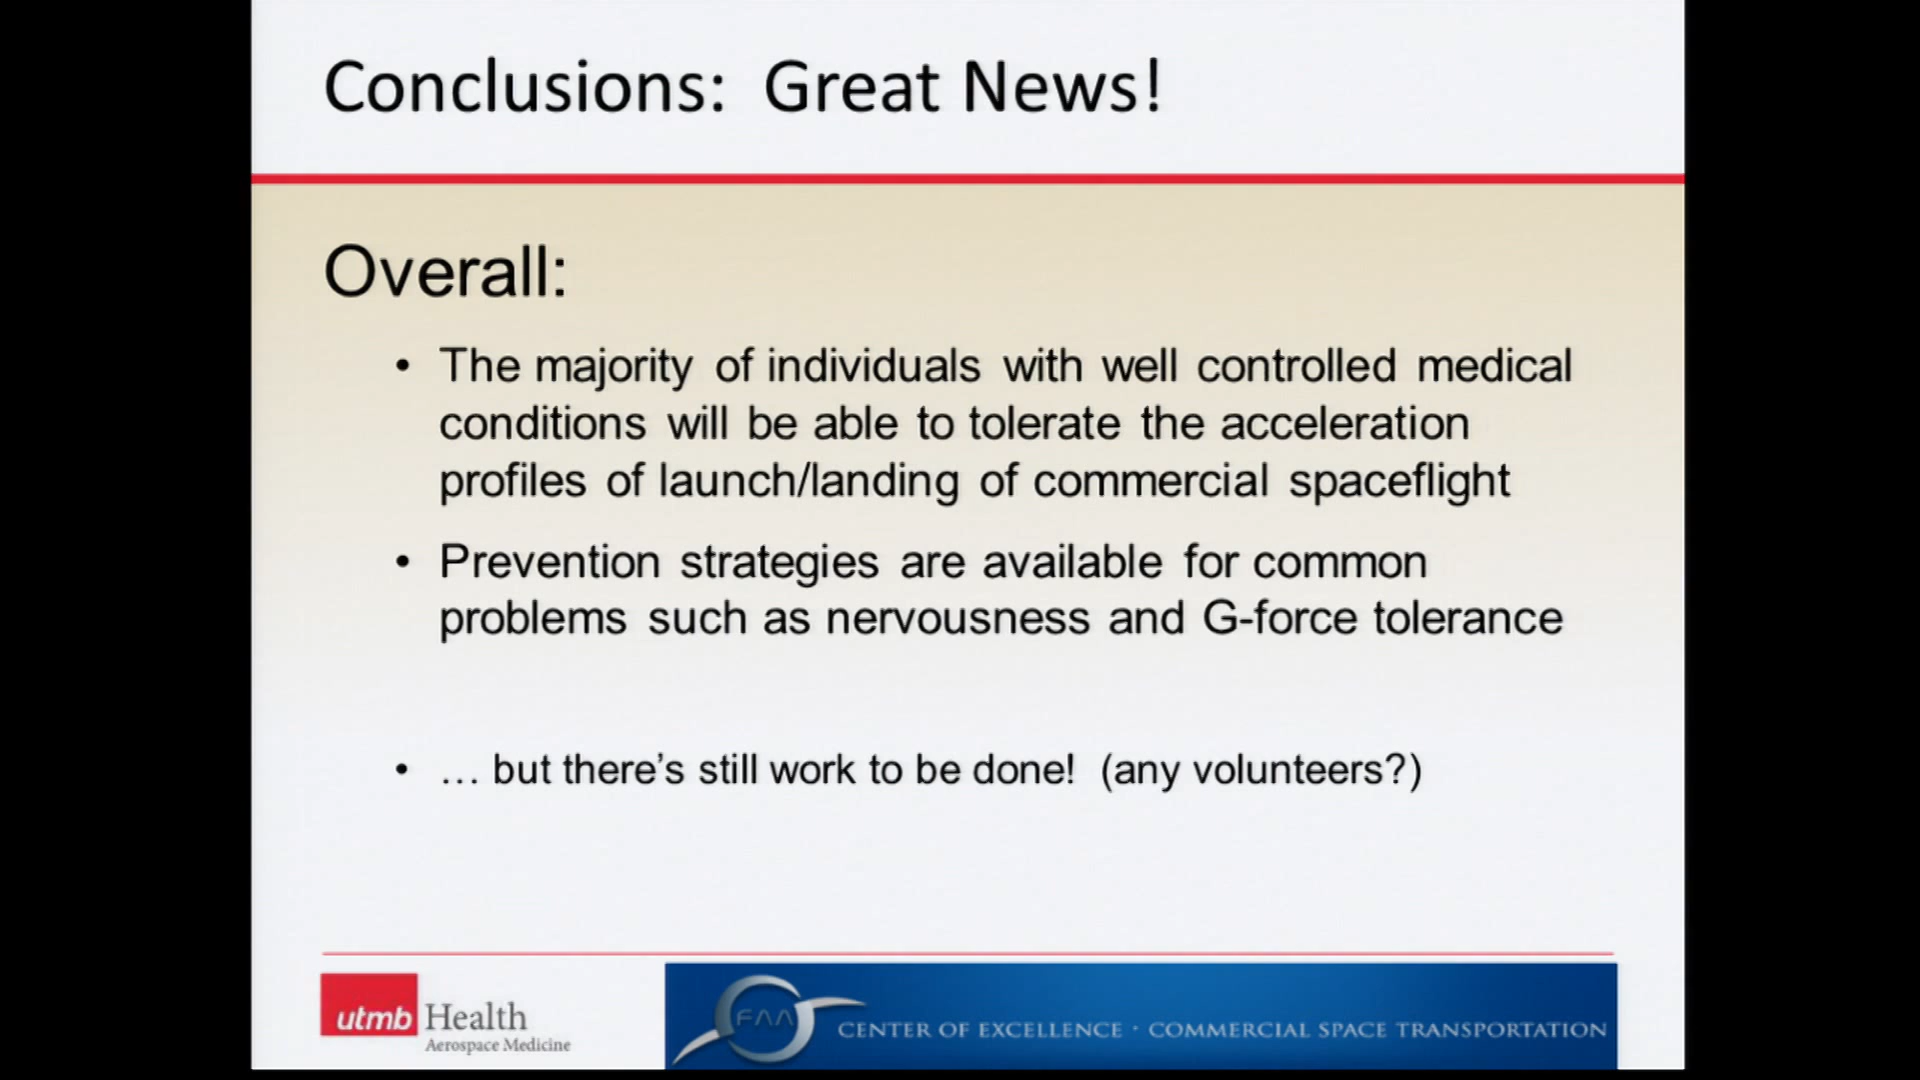 Conclusions: Great News!
Overall:
• The majority of individuals with well controlled medical
conditions will be able to tolerate the acceleration
profiles of launch/landing of commercial spaceflight
• Prevention strategies are available for common
problems such as nervousness and G-force tolerance
• … but there’s still work to be done! (any volunteers?)
utmb Health
Aerospace Medicine
FAA
CENTER OF EXCELLENCE · COMMERCIAL SPACE TRANSPORTATION